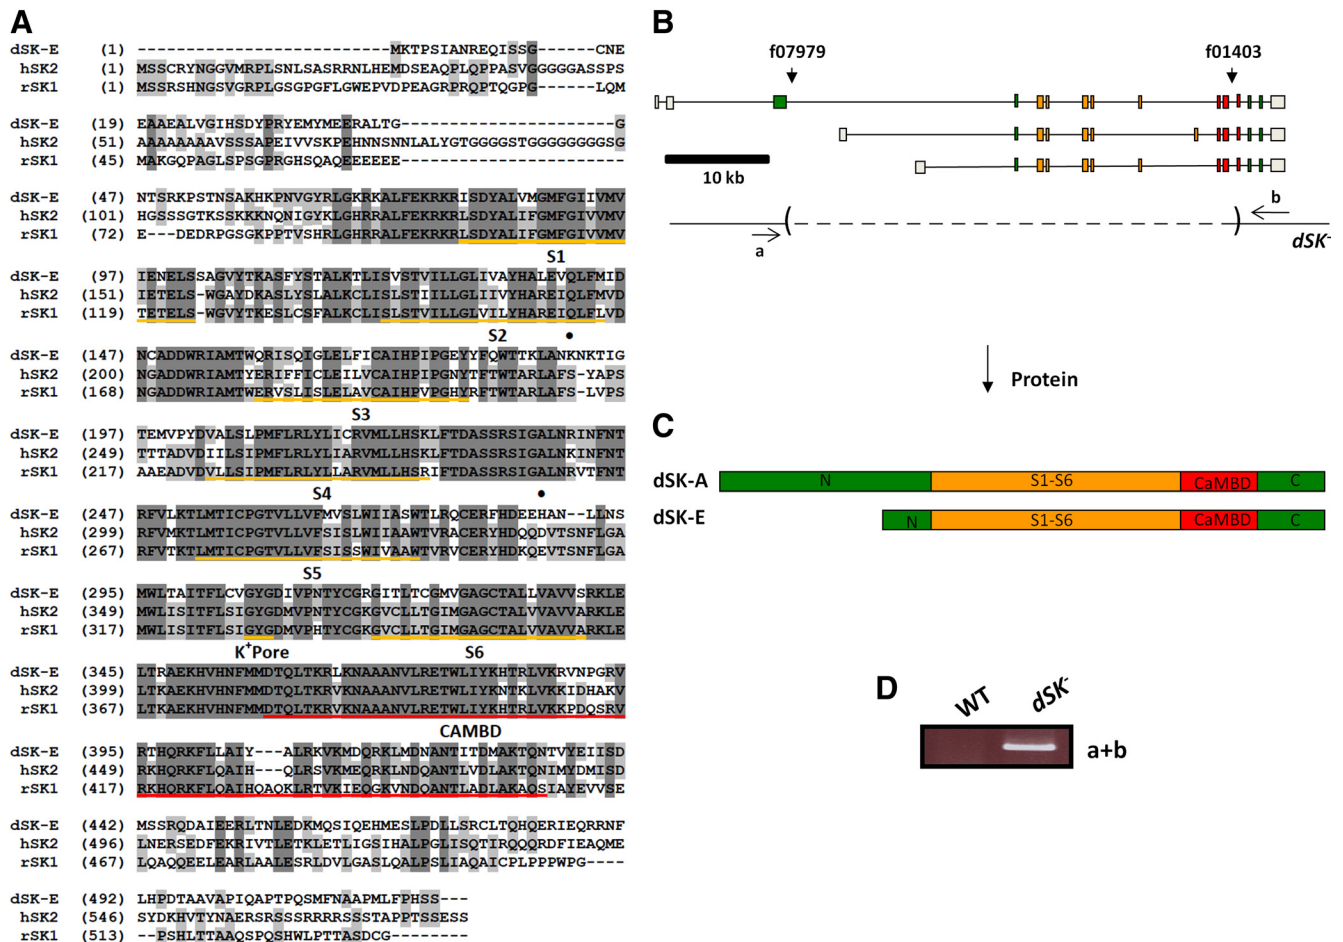 A
dSK-E (1) --------------------------MKTPSIANREQISSG------CNE
hSK2 (1) MSSCRYNGGVMRPLSNLSASRRNLHEMDSEAQPLQPPASVGGGGGASSPS
rSK1 (1) MSSRSHNGSVGRPLGSGPGFLGWEPVDPEAGRPRQPTQGPG------LQM
dSK-E (19) EAAEALVGIHSDYPRYEMYMEERALTG----------------------G
hSK2 (51) AAAAAAAAVSSSAPEIVVSKPEHNNSNNLALYGTGGGGSTGGGGGGGGSG
rSK1 (45) MAKGQPAGLSPSGPRGHSQAQEEEEEE-----------------------
dSK-E (47) NTSRKPSTNSAKHKPNVGYRLGKRKALFEKRKRISDYALVMGMFGIIVMV
hSK2 (101) HGSSSGTKSSKKKNQNIGYKLGHRRALFEKRKRLSDYALIFGMFGIVVMV
rSK1 (72) E---DEDRPGSGKPPTVSHRLGHRRALFEKRKRLSDYALIFGMFGIVVMV
S1
dSK-E (97) IENELSSAGVYTKASFYSTALKTLISVSTVILLGLIVAYHALEVQLFMID
hSK2 (151) IETELS-WGAYDKASLYSLALKCLISLSTIILLGLIIVYHAREIQLFMVD
rSK1 (119) TETELS-WGVYTKESLCSFALKCLISLSTVILLGLVILYHAREIQLFLVD
S2 •
dSK-E (147) NCADDWRIAMTWQRISQIGLELFICAIHPIPGEYYFQWTTKLANKNKTIG
hSK2 (200) NGADDWRIAMTYERIFFICLEILVCAIHPIPGNYTFTWTARLAFS-YAPS
rSK1 (168) NGADDWRIAMTWERVSLISLELAVCAIHPVPGHYRFTWTARLAFS-LVPS
S3
dSK-E (197) TEMVPYDVALSLPMFLRLYLICRVMLLHSKLFTDASSRSIGALNRINFNT
hSK2 (249) TTTADVDIILSIPMFLRLYLIARVMLLHSKLFTDASSRSIGALNKINFNT
rSK1 (217) AAEADVDVLLSIPMFLRLYLLARVMLLHSRIFTDASSRSIGALNRVTFNT
S4 •
dSK-E (247) RFVLKTLMTICPGTVLLVFMVSLWIIASWTLRQCERFHDEEHAN--LLNS
hSK2 (299) RFVMKTLMTICPGTVLLVFSISLWIIAAWTVRACERYHDQQDVTSNFLGA
rSK1 (267) RFVTKTLMTICPGTVLLVFSISSWIVAAWTVRVCERYHDKQEVTSNFLGA
S5
dSK-E (295) MWLTAITFLCVGYGDIVPNTYCGRGITLTCGMVGAGCTALLVAVVSRKLE
hSK2 (349) MWLISITFLSIGYGDMVPNTYCGKGVCLLTGIMGAGCTALVVAVVARKLE
rSK1 (317) MWLISITFLSIGYGDMVPHTYCGKGVCLLTGIMGAGCTALVVAVVARKLE
K⁺Pore S6
dSK-E (345) LTRAEKHVHNFMMDTQLTKRLKNAAANVLRETWLIYKHTRLVKRVNPGRV
hSK2 (399) LTKAEKHVHNFMMDTQLTKRVKNAAANVLRETWLIYKNTKLVKKIDHAKV
rSK1 (367) LTKAEKHVHNFMMDTQLTKRVKNAAANVLRETWLIYKHTRLVKKPDQSRV
CAMBD
dSK-E (395) RTHQRKFLLAIY---ALRKVKMDQRKLMDNANTITDMAKTQNTVYEIISD
hSK2 (449) RKHQRKFLQAIH---QLRSVKMEQRKLNDQANTLVDLAKTQNIMYDMISD
rSK1 (417) RKHQRKFLQAIHQAQKLRTVKIEQGKVNDQANTLADLAKAQSIAYEVVSE
dSK-E (442) MSSRQDAIEERLTNLEDKMQSIQEHMESLPDLLSRCLTQHQERIEQRRNF
hSK2 (496) LNERSEDFEKRIVTLETKLETLIGSIHALPGLISQTIRQQQRDFIEAQME
rSK1 (467) LQAQQEELEARLAALESRLDVLGASLQALPSLIAQAICPLPPPWPG----
dSK-E (492) LHPDTAAVAPIQAPTPQSMFNAAPMLFPHSS---
hSK2 (546) SYDKHVTYNAERSRSSSRRRRSSSTAPPTSSESS
rSK1 (513) --PSHLTTAAQSPQSHWLPTTASDCG--------
B
f07979 f01403
10 kb
a ( ) b
dSK⁻
Protein
C
dSK-A N S1-S6 CaMBD C
dSK-E N S1-S6 CaMBD C
D
WT dSK⁻
a+b